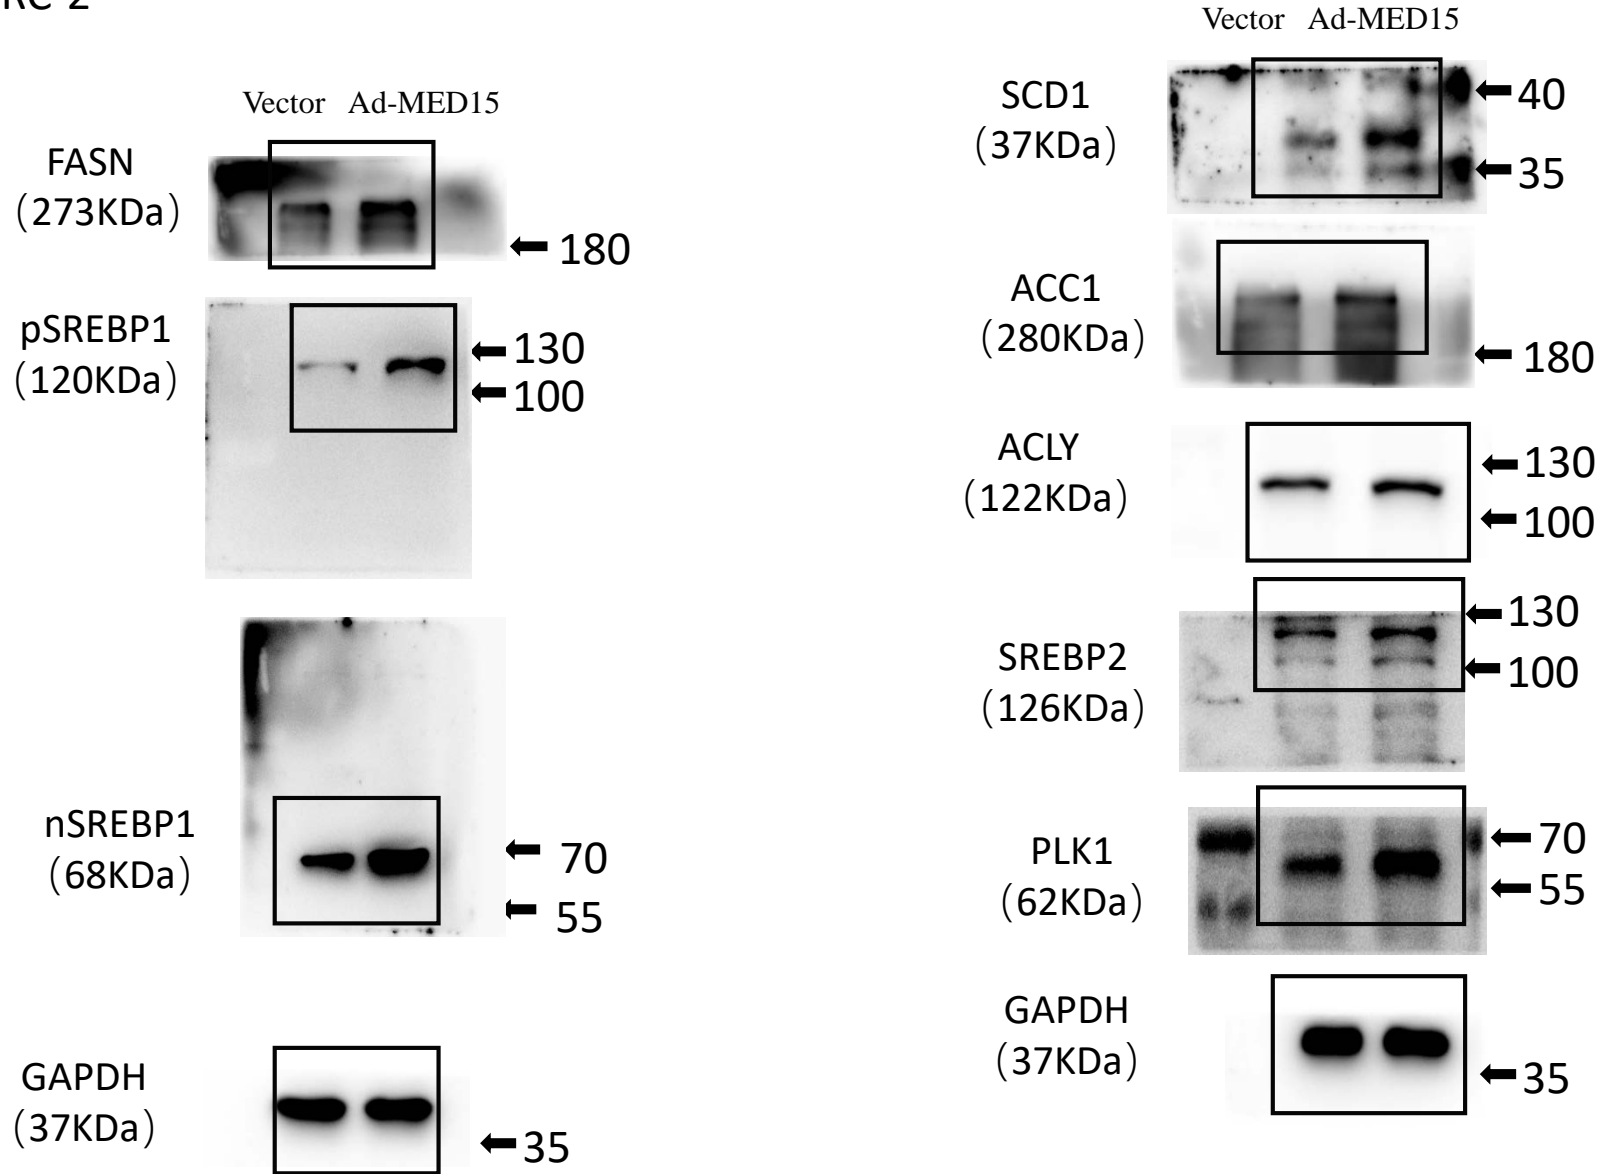 RC-2
Vector Ad-MED15
FASN
(273KDa)
180
pSREBP1
(120KDa)
130
100
nSREBP1
(68KDa)
70
55
GAPDH
(37KDa)
35
Vector Ad-MED15
SCD1
(37KDa)
40
35
ACC1
(280KDa)
180
ACLY
(122KDa)
130
100
SREBP2
(126KDa)
130
100
PLK1
(62KDa)
70
55
GAPDH
(37KDa)
35